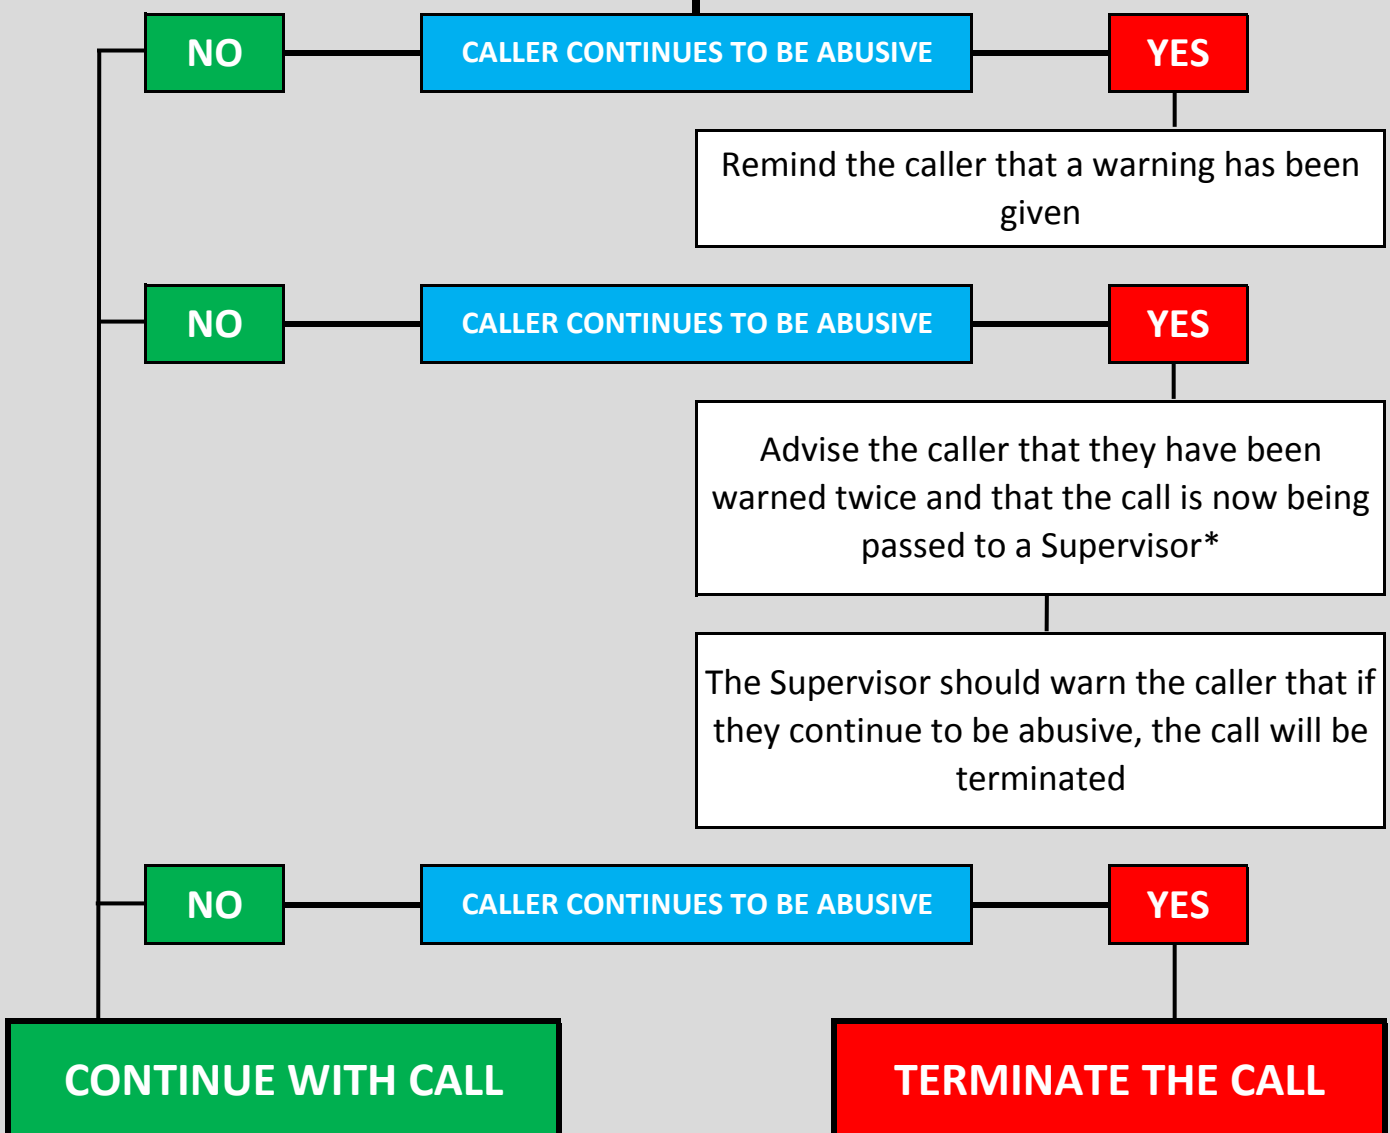 NO
CALLER CONTINUES TO BE ABUSIVE
YES
Remind the caller that a warning has been
given
NO
CALLER CONTINUES TO BE ABUSIVE
YES
Advise the caller that they have been
warned twice and that the call is now being
passed to a Supervisor*
The Supervisor should warn the caller that if
they continue to be abusive, the call will be
terminated
NO
CALLER CONTINUES TO BE ABUSIVE
YES
CONTINUE WITH CALL
TERMINATE THE CALL